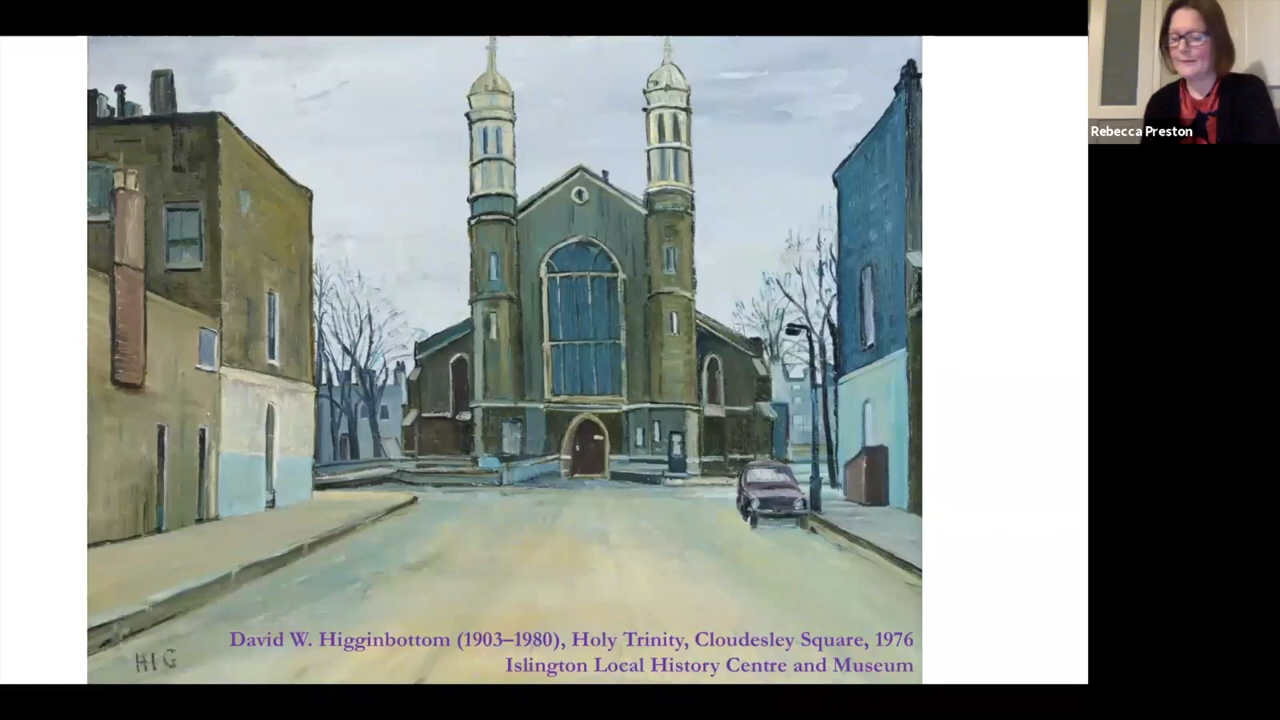 Rebecca Preston
David W. Higginbottom (1903–1980), Holy Trinity, Cloudesley Square, 1976
Islington Local History Centre and Museum
HIG